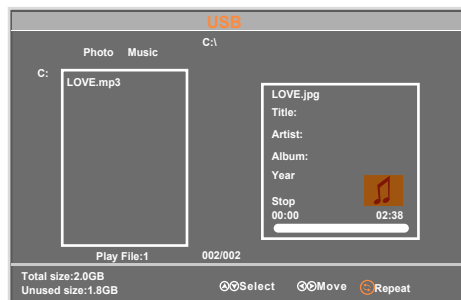 USB
C:\
Photo Music
C:
LOVE.mp3
LOVE.jpg
Title:
Artist:
Album:
Year
Stop
00:00 02:38
Play File:1 002/002
Total size:2.0GB
Unused size:1.8GB
Select Move Repeat